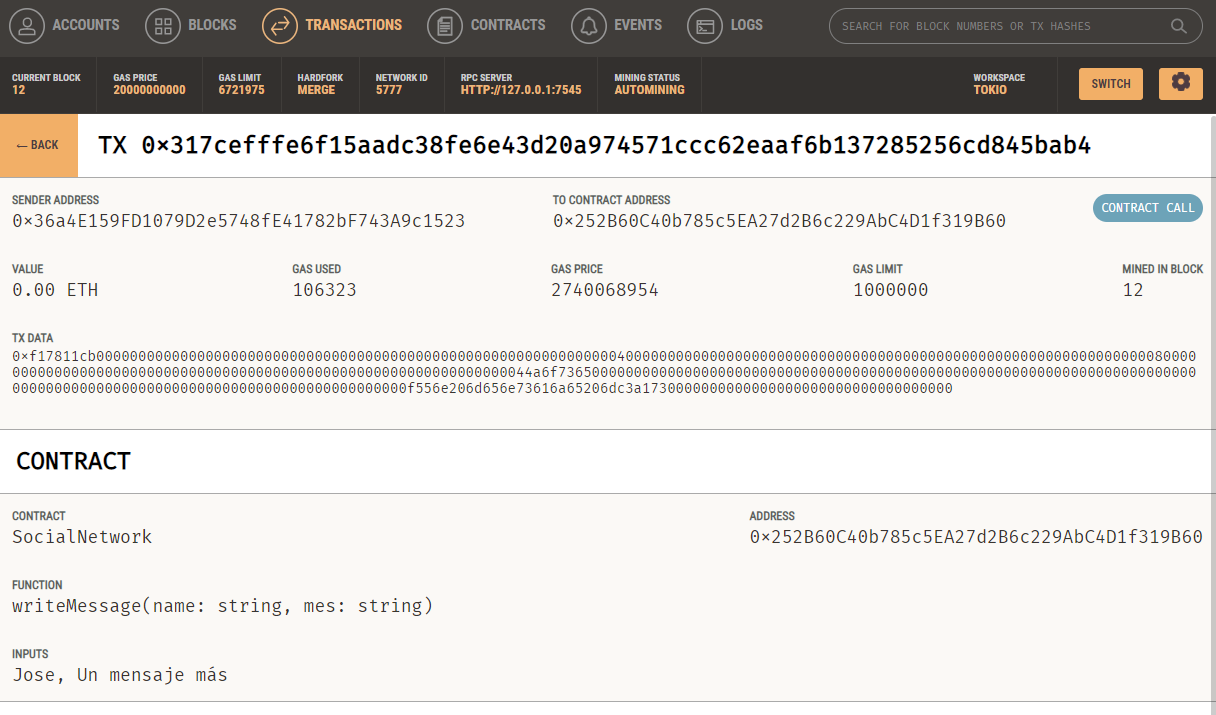 ACCOUNTS BLOCKS TRANSACTIONS CONTRACTS EVENTS LOGS SEARCH FOR BLOCK NUMBERS OR TX HASHES
CURRENT BLOCK GAS PRICE GAS LIMIT HARDFORK NETWORK ID RPC SERVER MINING STATUS WORKSPACE SWITCH
12 20000000000 6721975 MERGE 5777 HTTP://127.0.0.1:7545 AUTOMINING TOKIO
← BACK TX 0×317cefffe6f15aadc38fe6e43d20a974571ccc62eaaf6b137285256cd845bab4
SENDER ADDRESS TO CONTRACT ADDRESS
0×36a4E159FD1079D2e5748fE41782bF743A9c1523 0×252B60C40b785c5EA27d2B6c229AbC4D1f319B60 CONTRACT CALL
VALUE GAS USED GAS PRICE GAS LIMIT MINED IN BLOCK
0.00 ETH 106323 2740068954 1000000 12
TX DATA
CONTRACT
CONTRACT ADDRESS
SocialNetwork 0×252B60C40b785c5EA27d2B6c229AbC4D1f319B60
FUNCTION
writeMessage(name: string, mes: string)
INPUTS
Jose, Un mensaje más